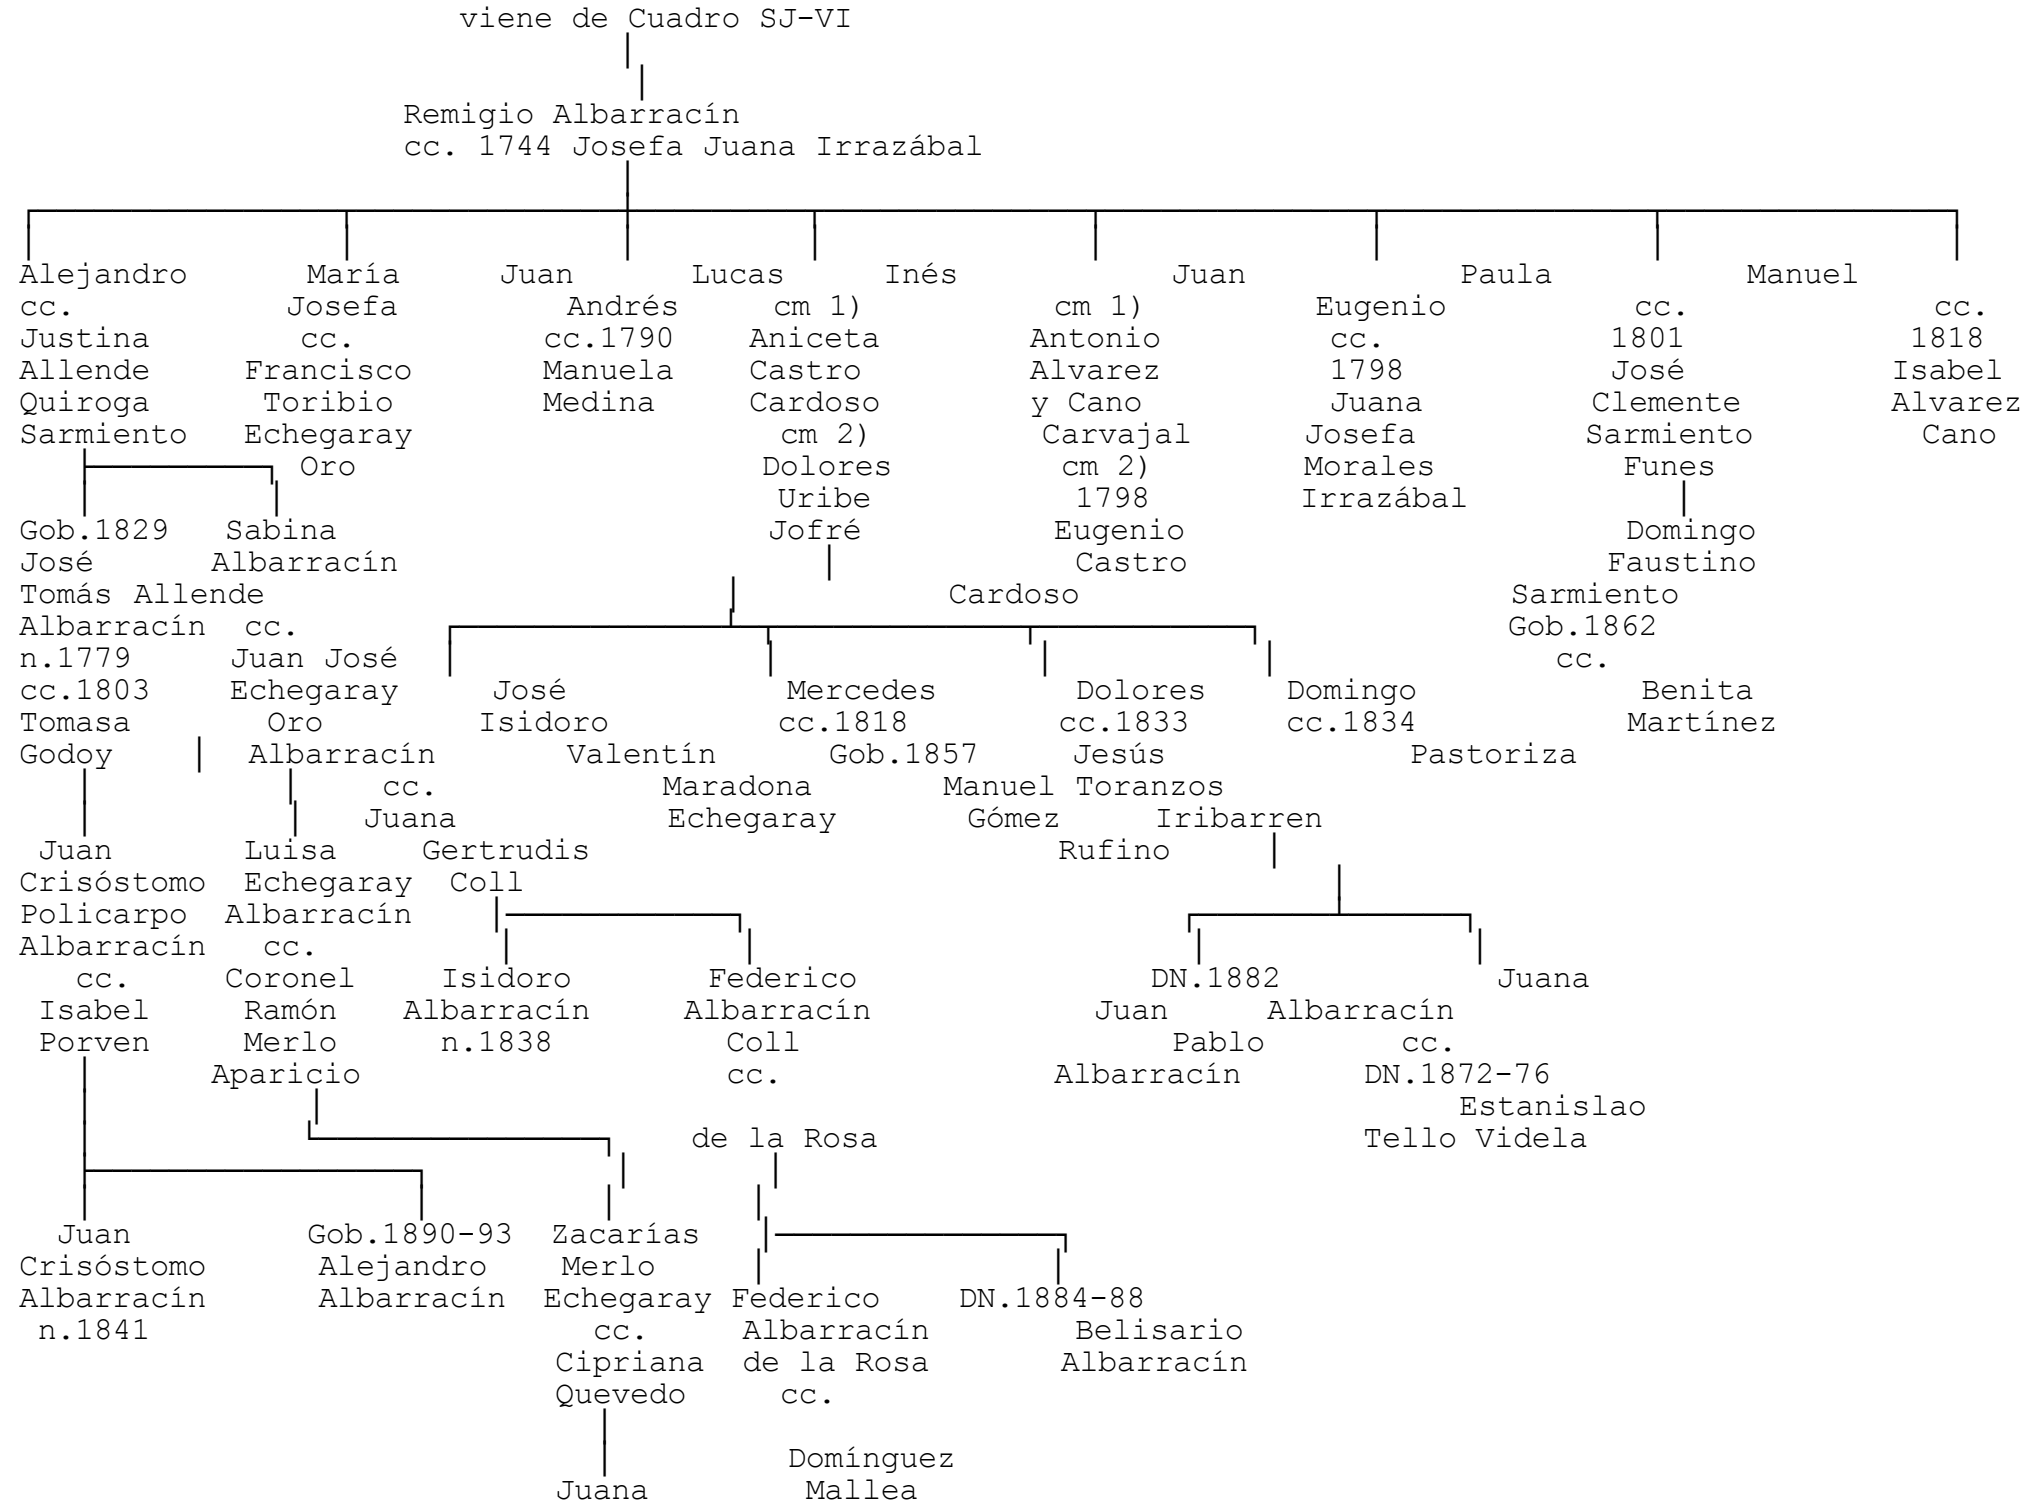 viene de Cuadro SJ-VI
Remigio Albarracín
cc. 1744 Josefa Juana Irrazábal
Alejandro María Juan Lucas Inés Juan Paula Manuel
cc. Josefa Andrés cm 1) cm 1) Eugenio cc. cc.
Justina cc. cc.1790 Aniceta Antonio cc. 1801 1818
Allende Francisco Manuela Castro Alvarez 1798 José Isabel
Quiroga Toribio Medina Cardoso y Cano Juana Clemente Alvarez
Sarmiento Echegaray cm 2) Carvajal Josefa Sarmiento Cano
Oro Dolores cm 2) Morales Funes
Uribe 1798 Irrazábal
Gob.1829 Sabina Jofré Eugenio Domingo
José Albarracín Castro Faustino
Tomás Allende Cardoso Sarmiento
Albarracín cc. Gob.1862
n.1779 Juan José cc.
cc.1803 Echegaray José Mercedes Dolores Domingo Benita
Tomasa Oro Isidoro cc.1818 cc.1833 cc.1834 Martínez
Godoy Albarracín Valentín Gob.1857 Jesús Pastoriza
cc. Maradona Manuel Toranzos
Juana Echegaray Gómez Iribarren
Juan Luisa Gertrudis Rufino
Crisóstomo Echegaray Coll
Policarpo Albarracín
Albarracín cc.
cc. Coronel Isidoro Federico DN.1882 Juana
Isabel Ramón Albarracín Albarracín Juan Albarracín
Porven Merlo n.1838 Coll Pablo cc.
Aparicio cc. Albarracín DN.1872-76
Estanislao
de la Rosa Tello Videla
Juan Gob.1890-93 Zacarías
Crisóstomo Alejandro Merlo
Albarracín Albarracín Echegaray Federico DN.1884-88
n.1841 cc. Albarracín Belisario
Cipriana de la Rosa Albarracín
Quevedo cc.
Domínguez
Juana Mallea